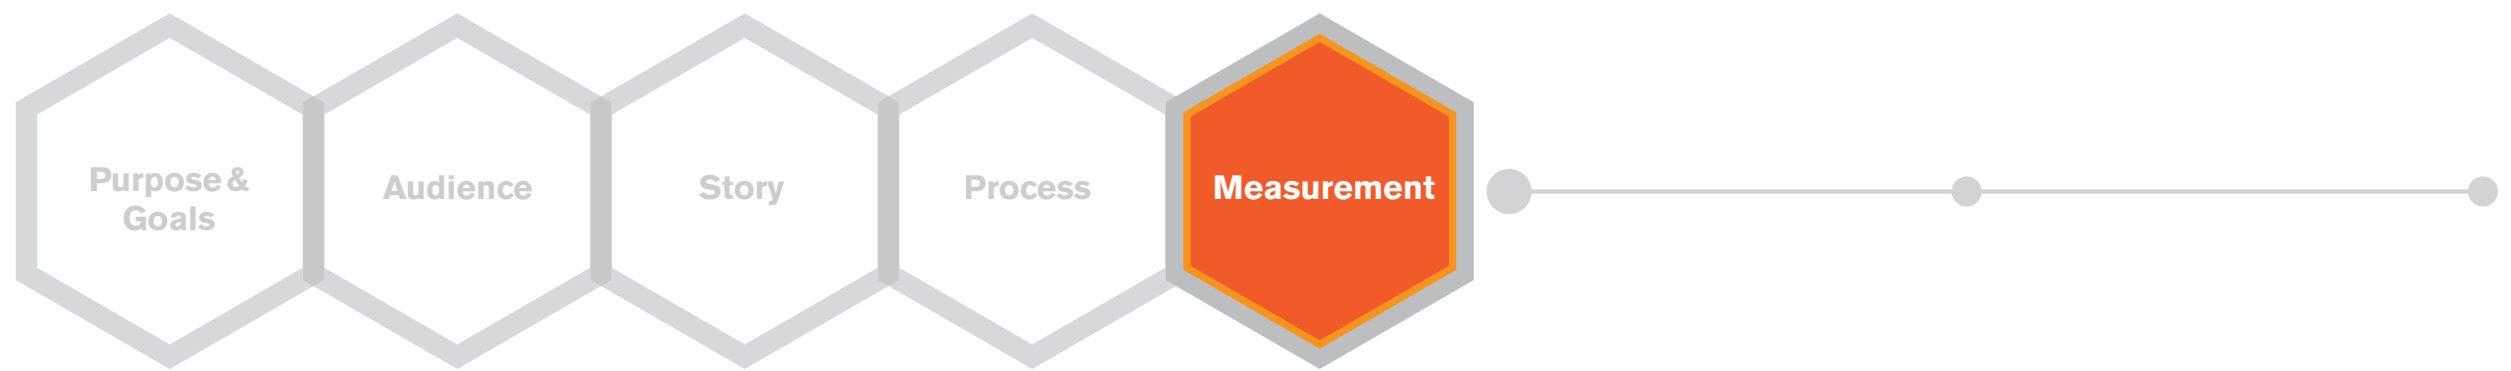 Purpose &
Goals
Audience
Story
Process
Measurement